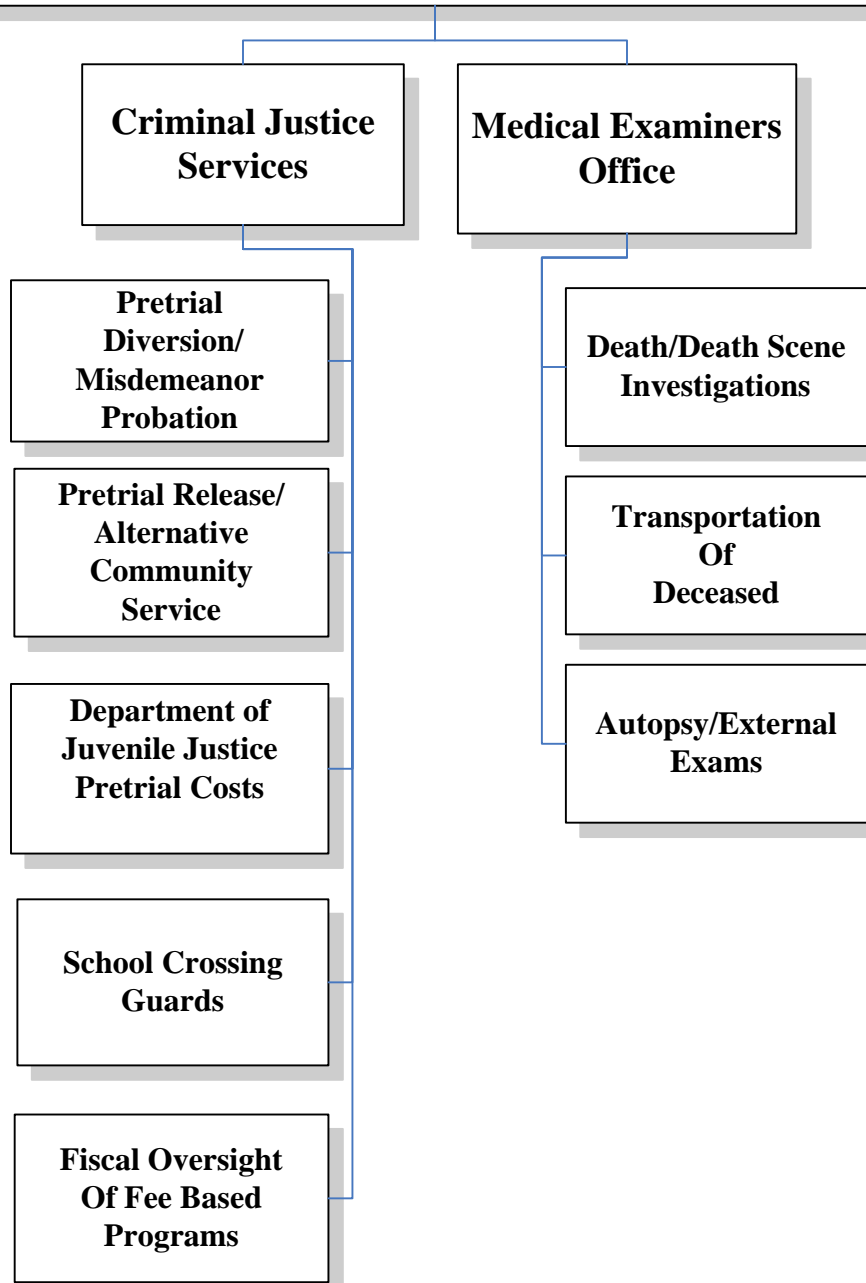 Criminal Justice
Services
Medical Examiners
Office
Pretrial
Diversion/
Misdemeanor
Probation
Pretrial Release/
Alternative
Community
Service
Department of
Juvenile Justice
Pretrial Costs
School Crossing
Guards
Fiscal Oversight
Of Fee Based
Programs
Death/Death Scene
Investigations
Transportation
Of
Deceased
Autopsy/External
Exams